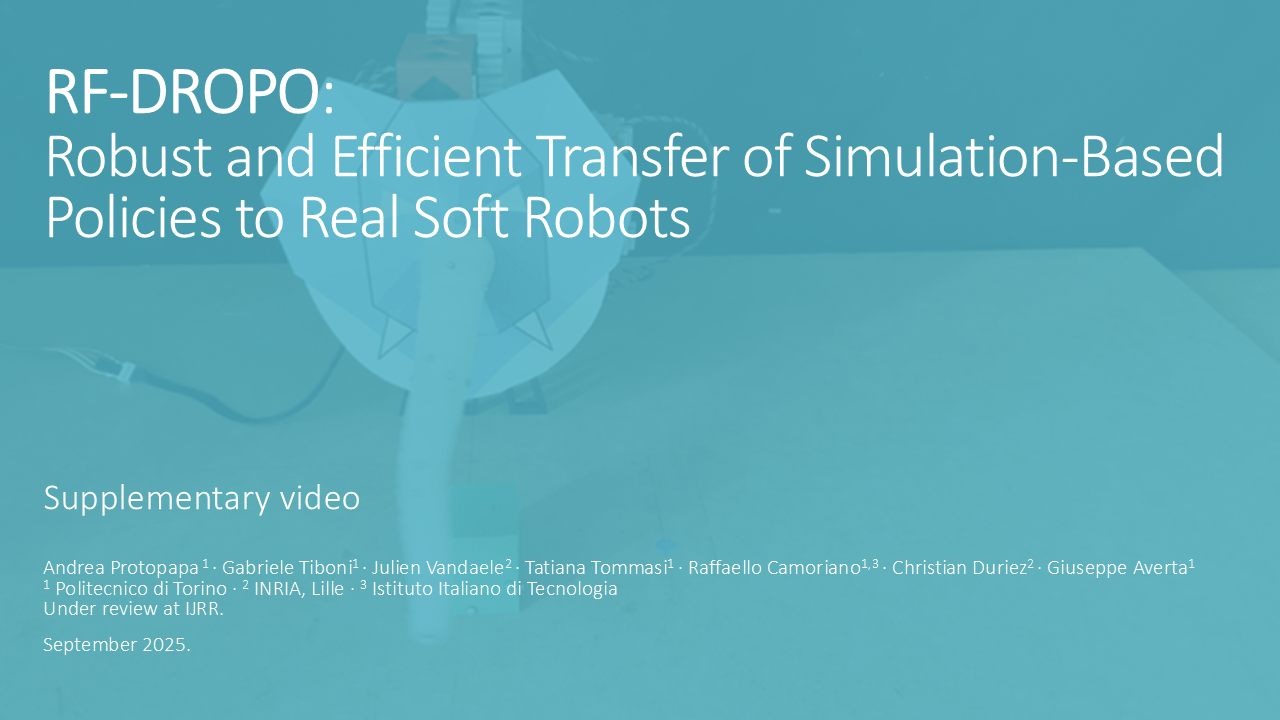 RF-DROPO:
Robust and Efficient Transfer of Simulation-Based
Policies to Real Soft Robots
Supplementary video
Andrea Protopapa ¹ · Gabriele Tiboni¹ · Julien Vandaele² · Tatiana Tommasi¹ · Raffaello Camoriano¹,³ · Christian Duriez² · Giuseppe Averta¹
¹ Politecnico di Torino · ² INRIA, Lille · ³ Istituto Italiano di Tecnologia
Under review at IJRR.
September 2025.